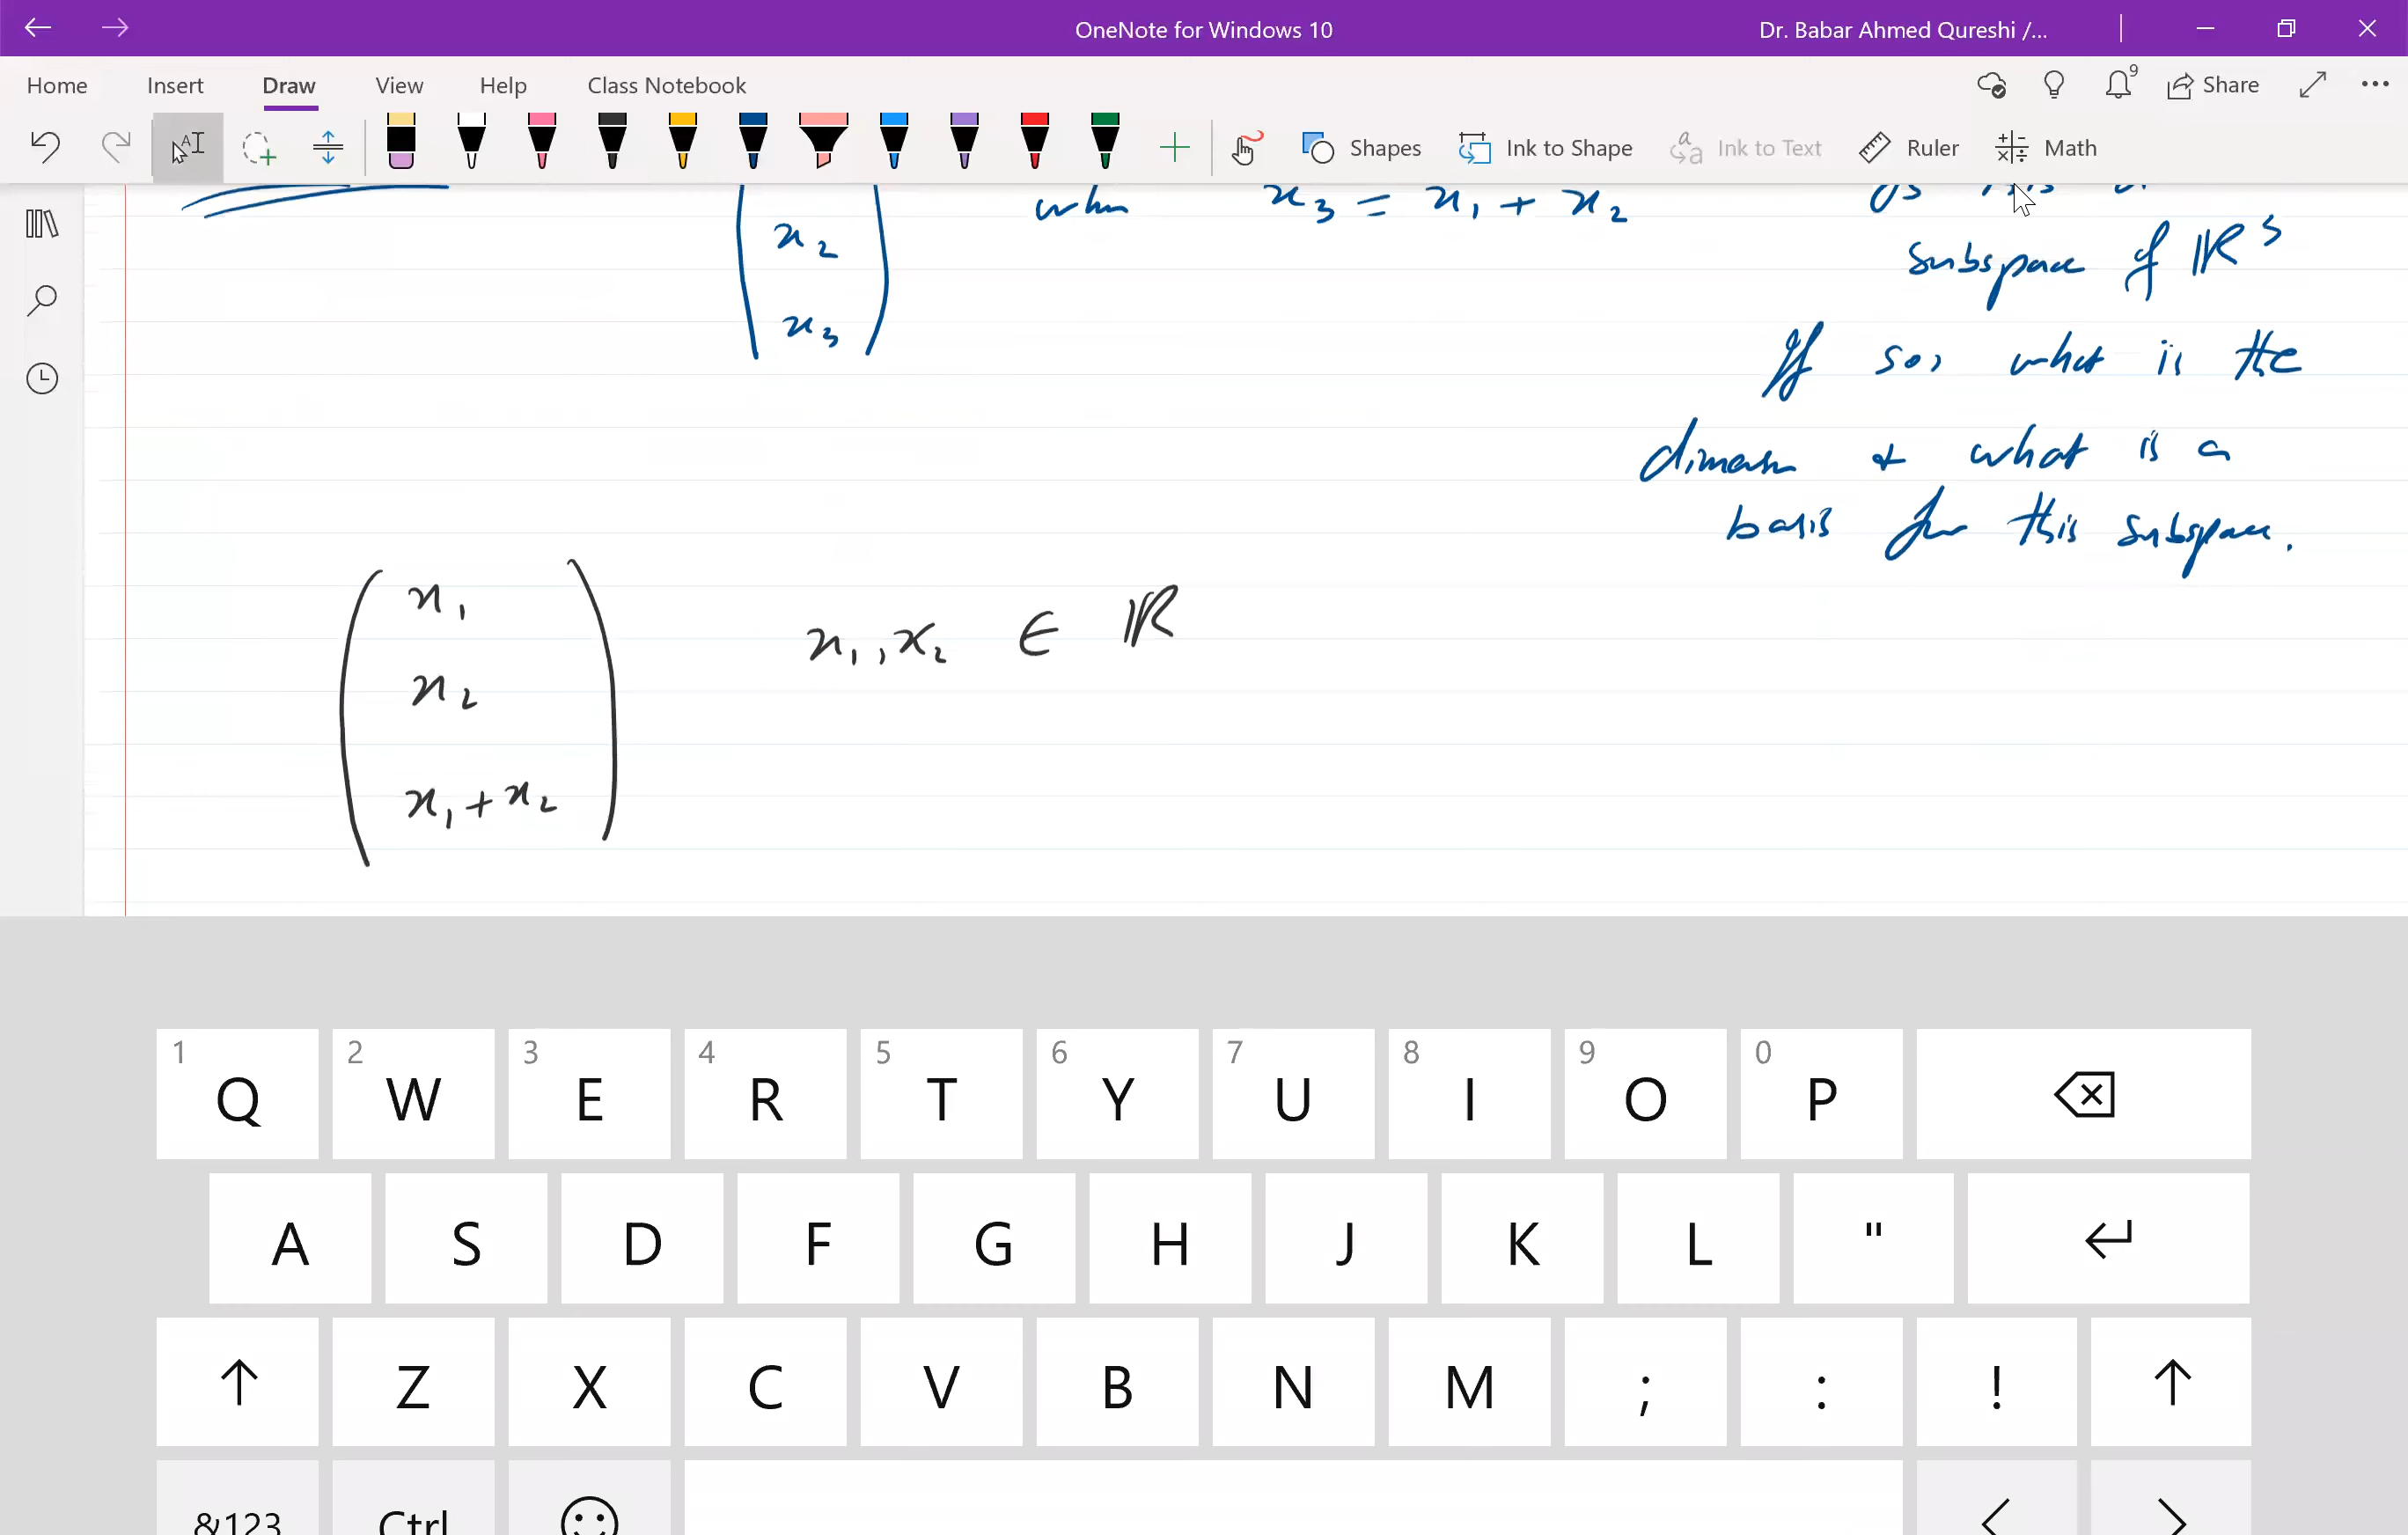 OneNote for Windows 10
Dr. Babar Ahmed Qureshi /...
Home Insert Draw View Help Class Notebook
9 Share
Shapes Ink to Shape Ink to Text Ruler Math
when x₃ = x₁ + x₂
x₂
x₃
subspace of ℝ³
If so, what is the
dimension + what is a
basis for this subspace.
x₁
x₂
x₁ + x₂
x₁, x₂ ∈ ℝ
1 2 3 4 5 6 7 8 9 0
Q W E R T Y U I O P
A S D F G H J K L "
Z X C V B N M ; : !
&123 Ctrl